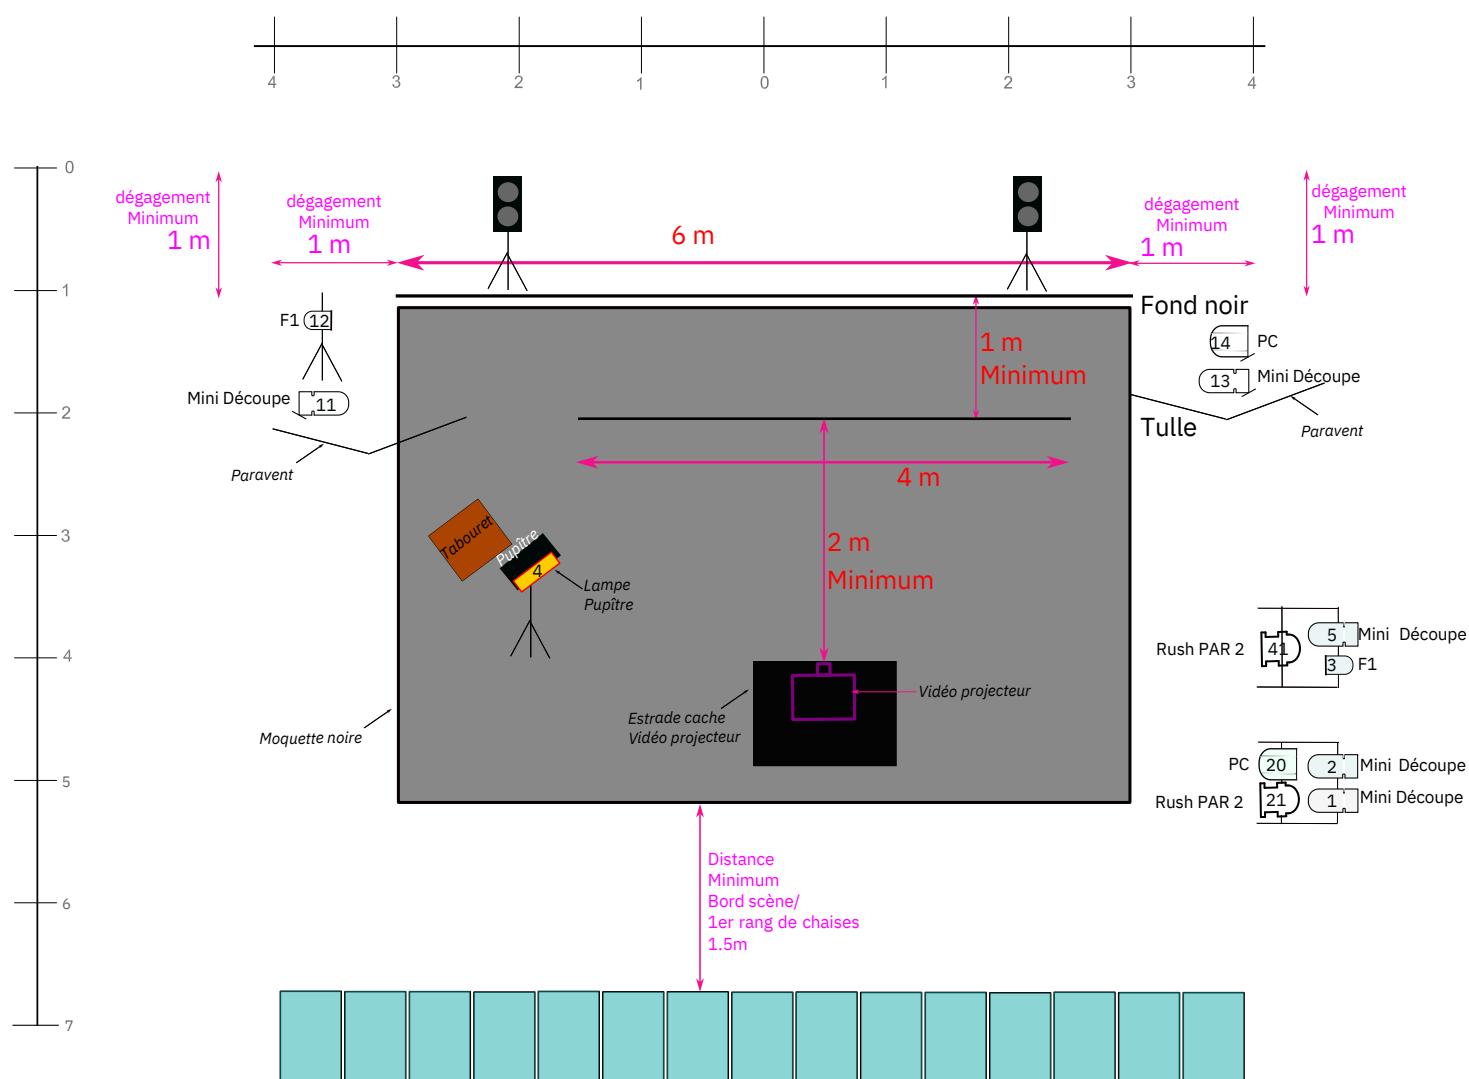 4 3 2 1 0 1 2 3 4
0
1
2
3
4
5
6
7
dégagement
Minimum
1 m
dégagement
Minimum
1 m
6 m
dégagement
Minimum
1 m
dégagement
Minimum
1 m
Fond noir
F1 12
Mini Découpe 11
Paravent
1 m
Minimum
14 PC
13 Mini Découpe
Paravent
Tulle
4 m
Tabouret
Pupître
4
Lampe
Pupître
2 m
Minimum
Rush PAR 2 41
5 Mini Découpe
3 F1
Vidéo projecteur
Estrade cache
Vidéo projecteur
Moquette noire
PC 20
2 Mini Découpe
Rush PAR 2 21
1 Mini Découpe
Distance
Minimum
Bord scène/
1er rang de chaises
1.5m